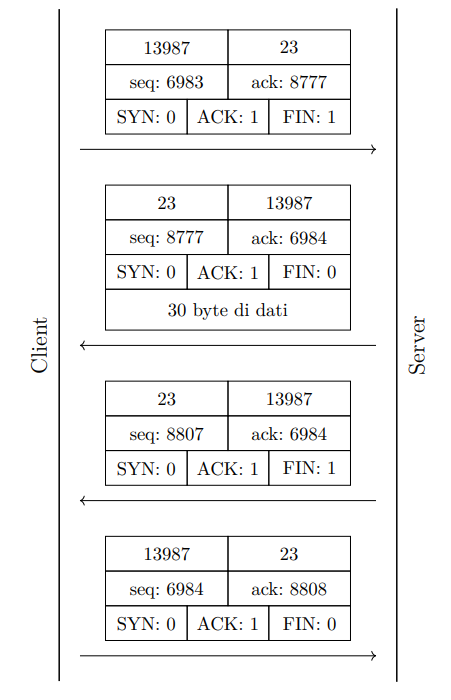 13987 23
seq: 6983 ack: 8777
SYN: 0 ACK: 1 FIN: 1
23 13987
seq: 8777 ack: 6984
SYN: 0 ACK: 1 FIN: 0
30 byte di dati
Client
Server
23 13987
seq: 8807 ack: 6984
SYN: 0 ACK: 1 FIN: 1
13987 23
seq: 6984 ack: 8808
SYN: 0 ACK: 1 FIN: 0